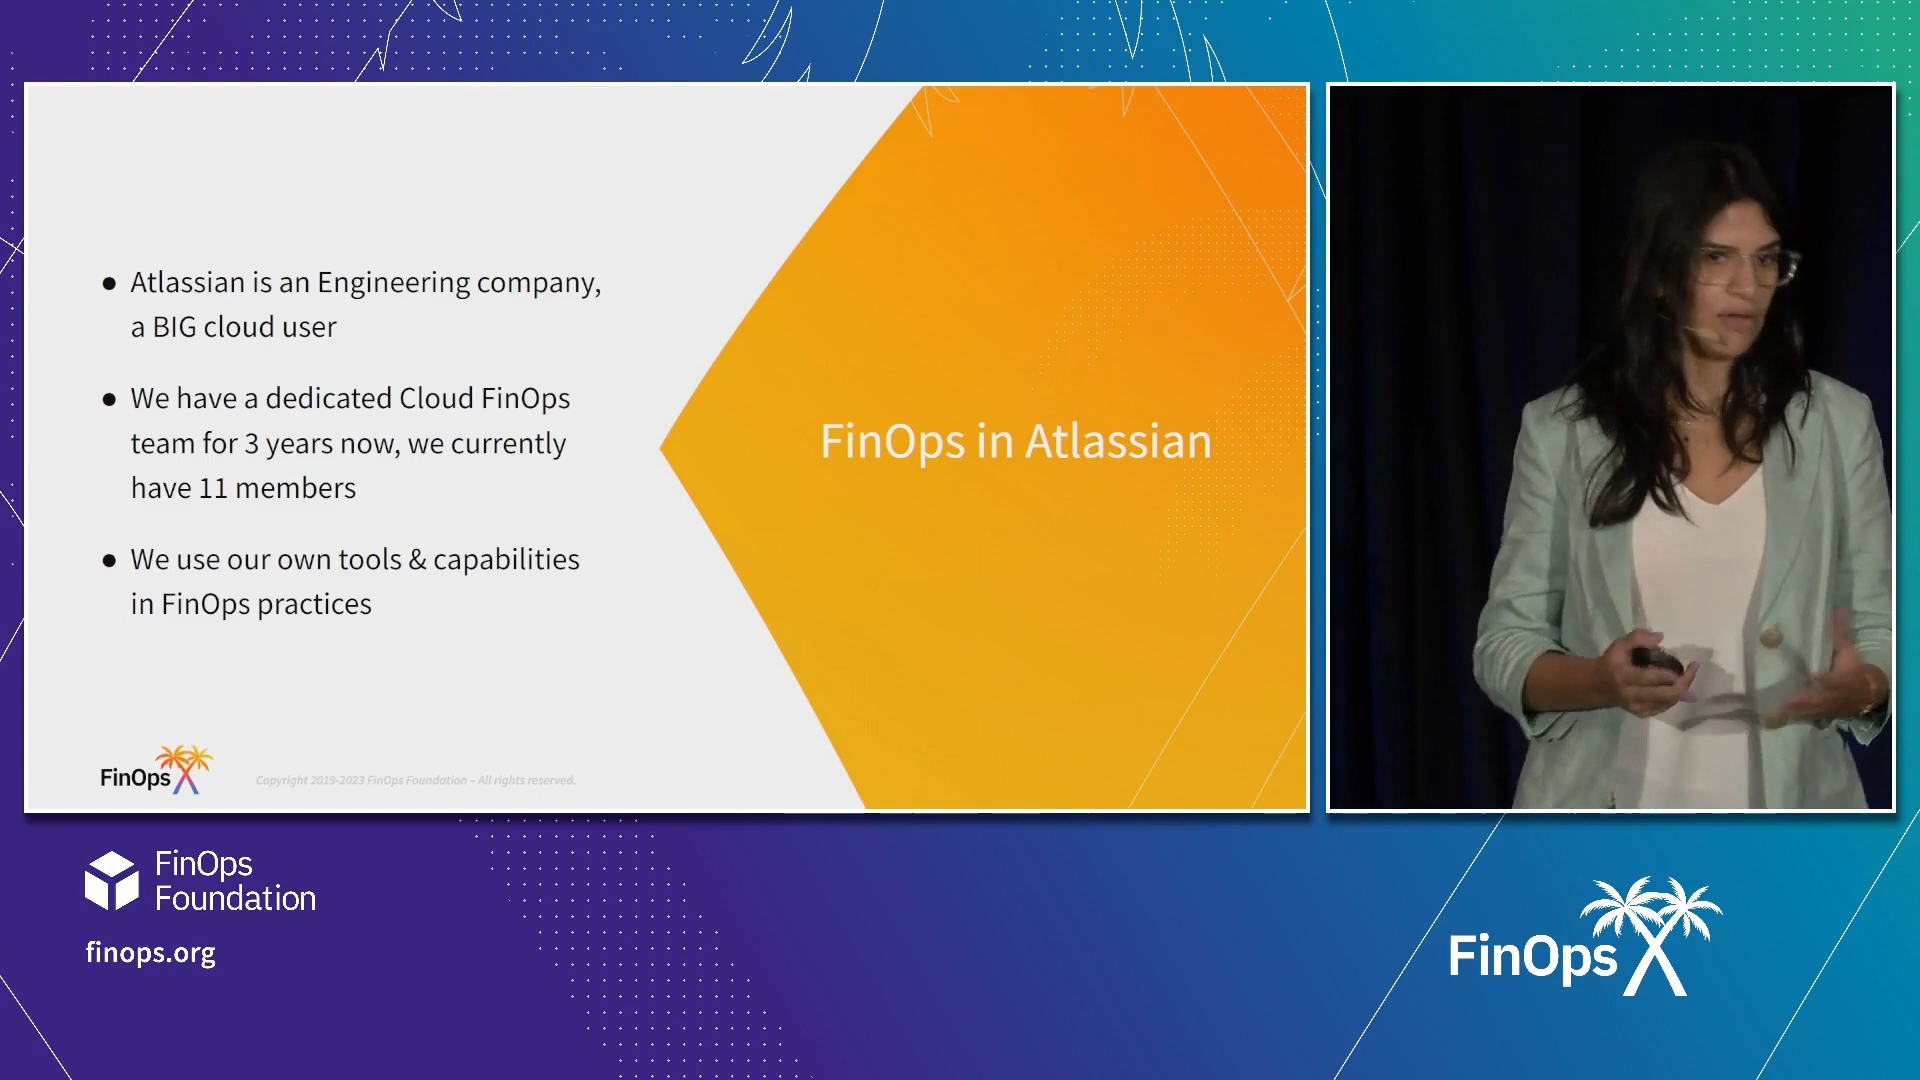 ● Atlassian is an Engineering company,
a BIG cloud user
● We have a dedicated Cloud FinOps
team for 3 years now, we currently
have 11 members
● We use our own tools & capabilities
in FinOps practices
FinOps in Atlassian
FinOps X
Copyright 2019-2023 FinOps Foundation – All rights reserved.
FinOps
Foundation
finops.org
FinOps X